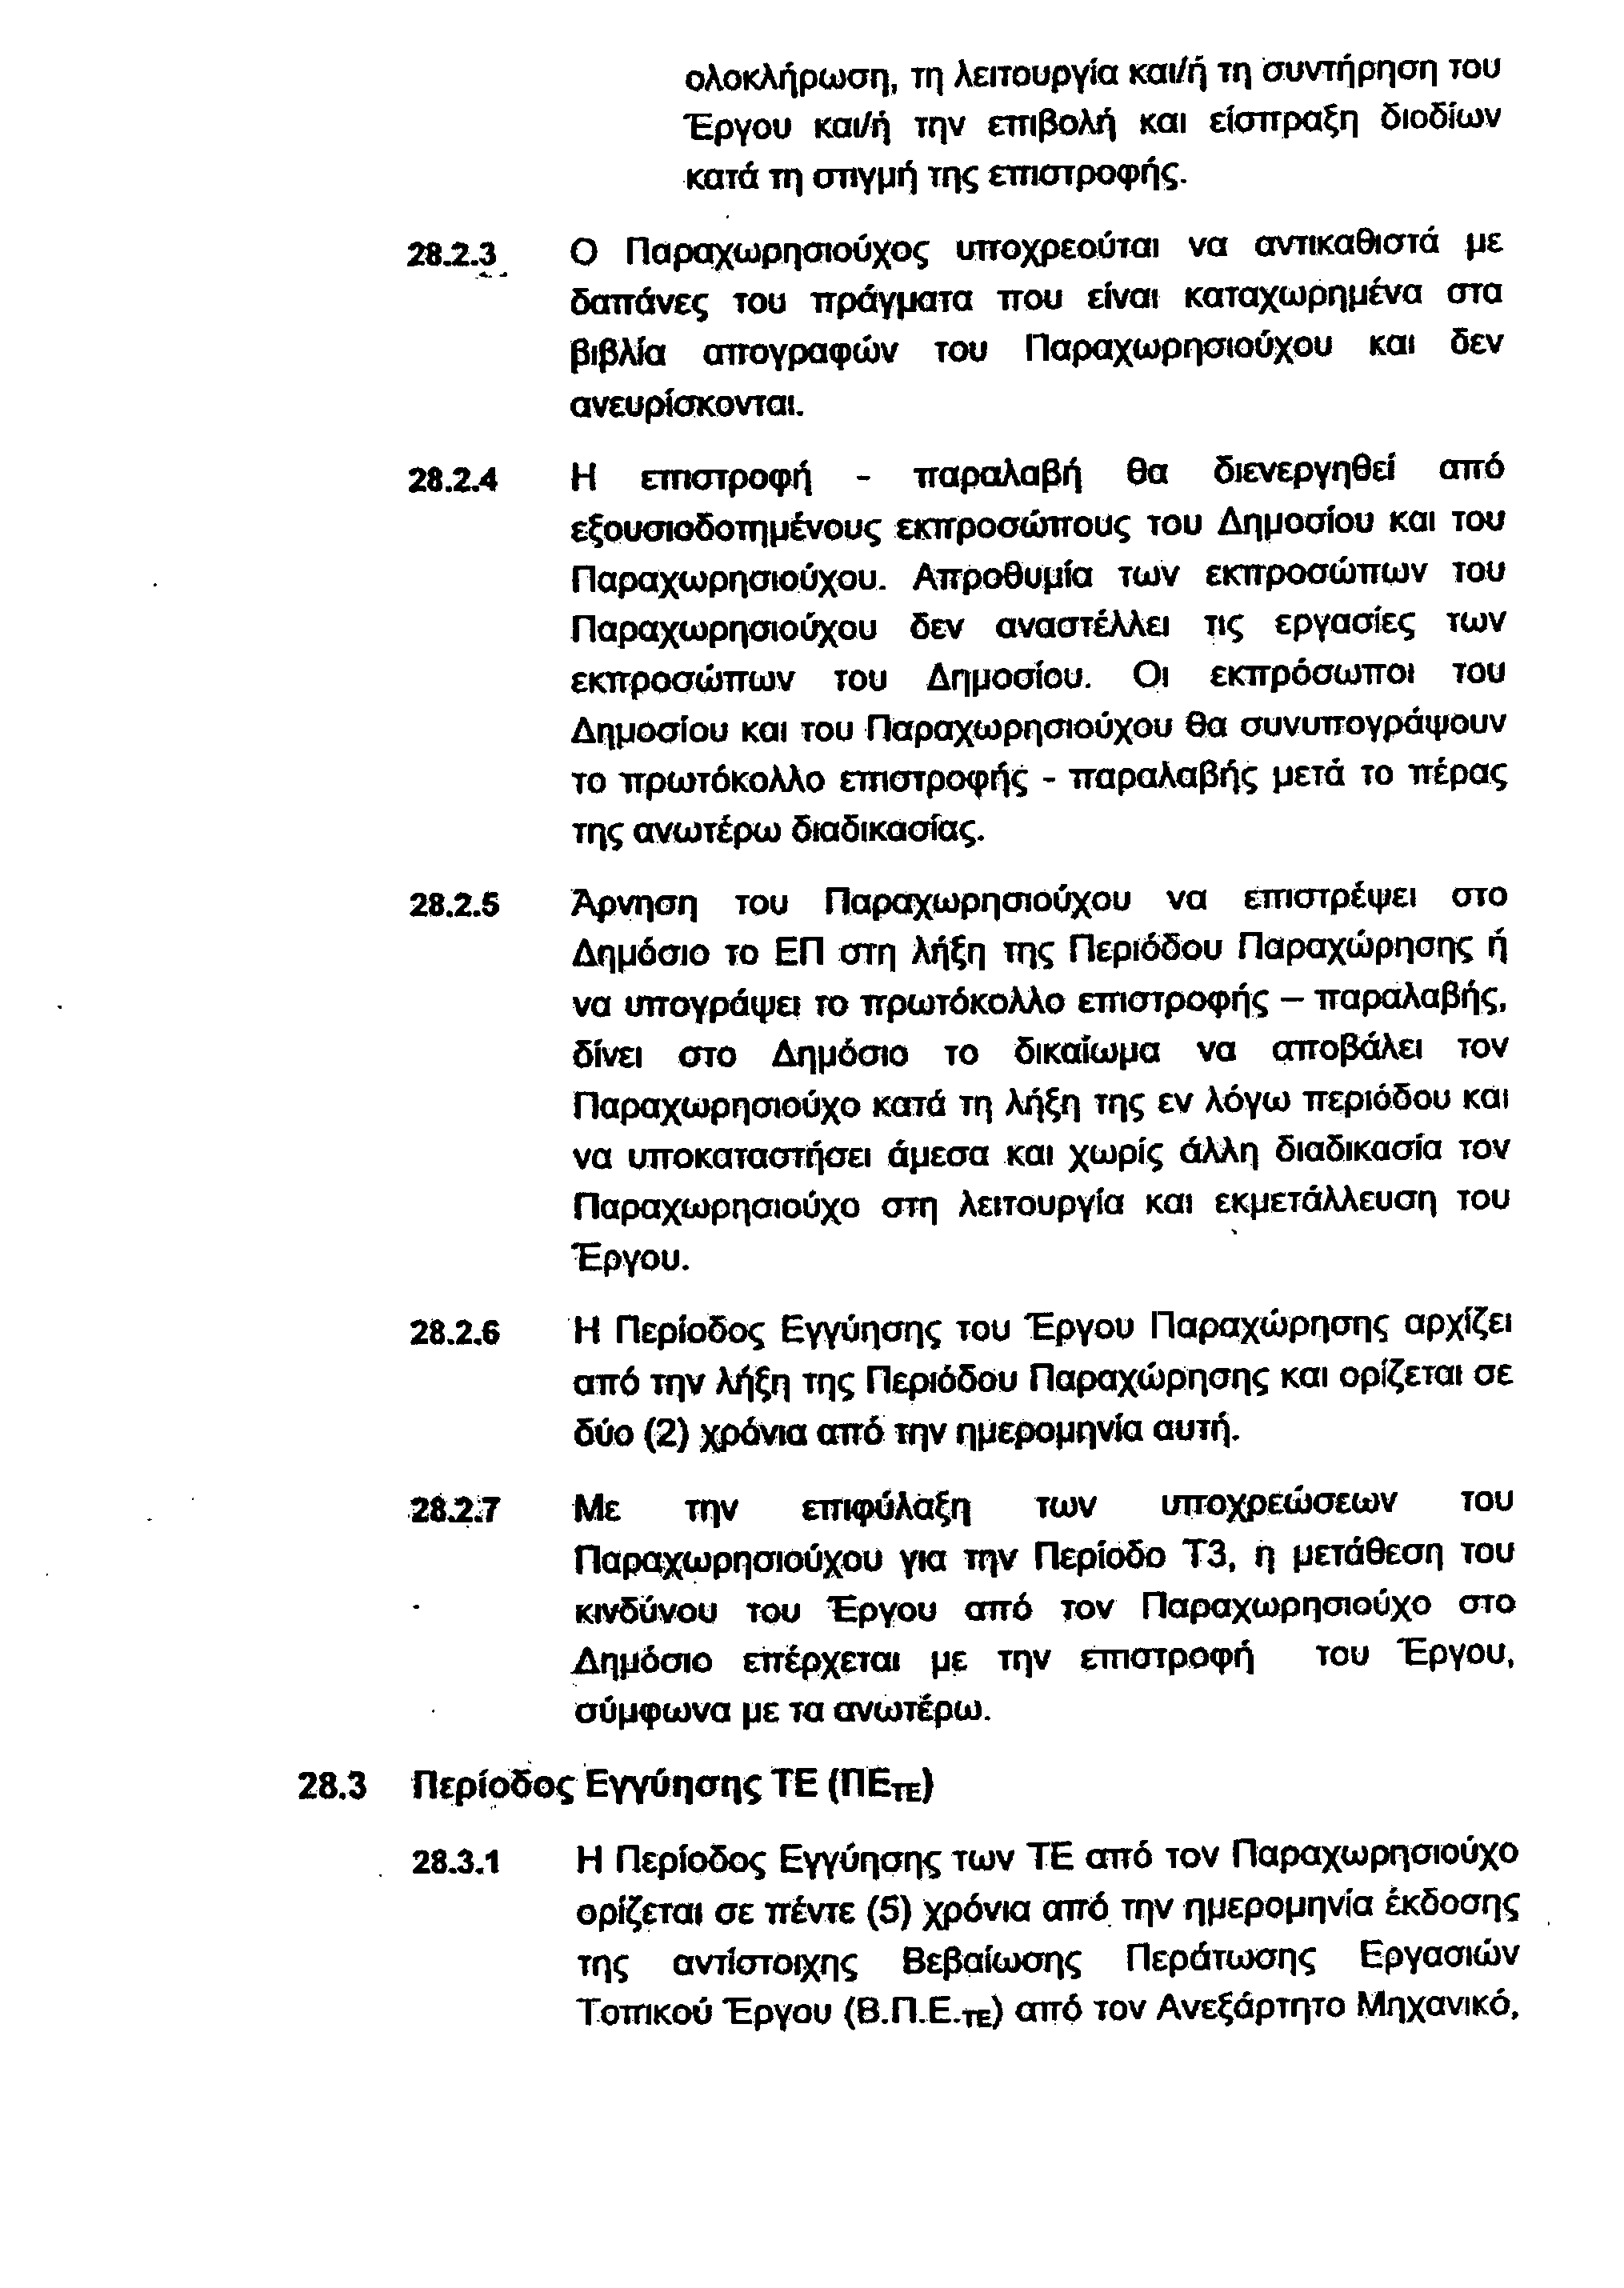 ολοκλήρωση, τη λειτουργία και/ή τη συντήρηση του
Έργου και/ή την επιβολή και είσπραξη διοδίων
κατά τη στιγμή της επιστροφής.
28.2.3 Ο Παραχωρησιούχος υποχρεούται να αντικαθιστά με
δαπάνες του πράγματα που είναι καταχωρημένα στα
βιβλία απογραφών του Παραχωρησιούχου και δεν
ανευρίσκονται.
28.2.4 Η επιστροφή - παραλαβή θα διενεργηθεί από
εξουσιοδοτημένους εκπροσώπους του Δημοσίου και του
Παραχωρησιούχου. Απροθυμία των εκπροσώπων του
Παραχωρησιούχου δεν αναστέλλει τις εργασίες των
εκπροσώπων του Δημοσίου. Οι εκπρόσωποι του
Δημοσίου και του Παραχωρησιούχου θα συνυπογράψουν
το πρωτόκολλο επιστροφής - παραλαβής μετά το πέρας
της ανωτέρω διαδικασίας.
28.2.5 Άρνηση του Παραχωρησιούχου να επιστρέψει στο
Δημόσιο το ΕΠ στη λήξη της Περιόδου Παραχώρησης ή
να υπογράψει το πρωτόκολλο επιστροφής – παραλαβής,
δίνει στο Δημόσιο το δικαίωμα να αποβάλει τον
Παραχωρησιούχο κατά τη λήξη της εν λόγω περιόδου και
να υποκαταστήσει άμεσα και χωρίς άλλη διαδικασία τον
Παραχωρησιούχο στη λειτουργία και εκμετάλλευση του
Έργου.
28.2.6 Η Περίοδος Εγγύησης του Έργου Παραχώρησης αρχίζει
από την λήξη της Περιόδου Παραχώρησης και ορίζεται σε
δύο (2) χρόνια από την ημερομηνία αυτή.
28.2.7 Με την επιφύλαξη των υποχρεώσεων του
Παραχωρησιούχου για την Περίοδο Τ3, η μετάθεση του
κινδύνου του Έργου από τον Παραχωρησιούχο στο
Δημόσιο επέρχεται με την επιστροφή του Έργου,
σύμφωνα με τα ανωτέρω.
28.3 Περίοδος Εγγύησης ΤΕ (ΠΕΤΕ)
28.3.1 Η Περίοδος Εγγύησης των ΤΕ από τον Παραχωρησιούχο
ορίζεται σε πέντε (5) χρόνια από την ημερομηνία έκδοσης
της αντίστοιχης Βεβαίωσης Περάτωσης Εργασιών
Τοπικού Έργου (Β.Π.Ε.ΤΕ) από τον Ανεξάρτητο Μηχανικό,